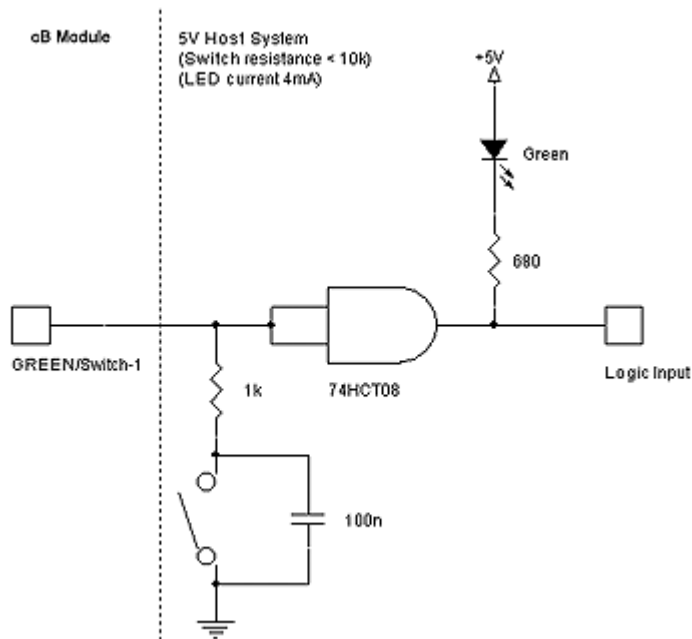 cB Module
5V Host System
(Switch resistance < 10k)
(LED current 4mA)
+5V
Green
680
GREEN/Switch-1
1k
74HCT08
Logic Input
100n